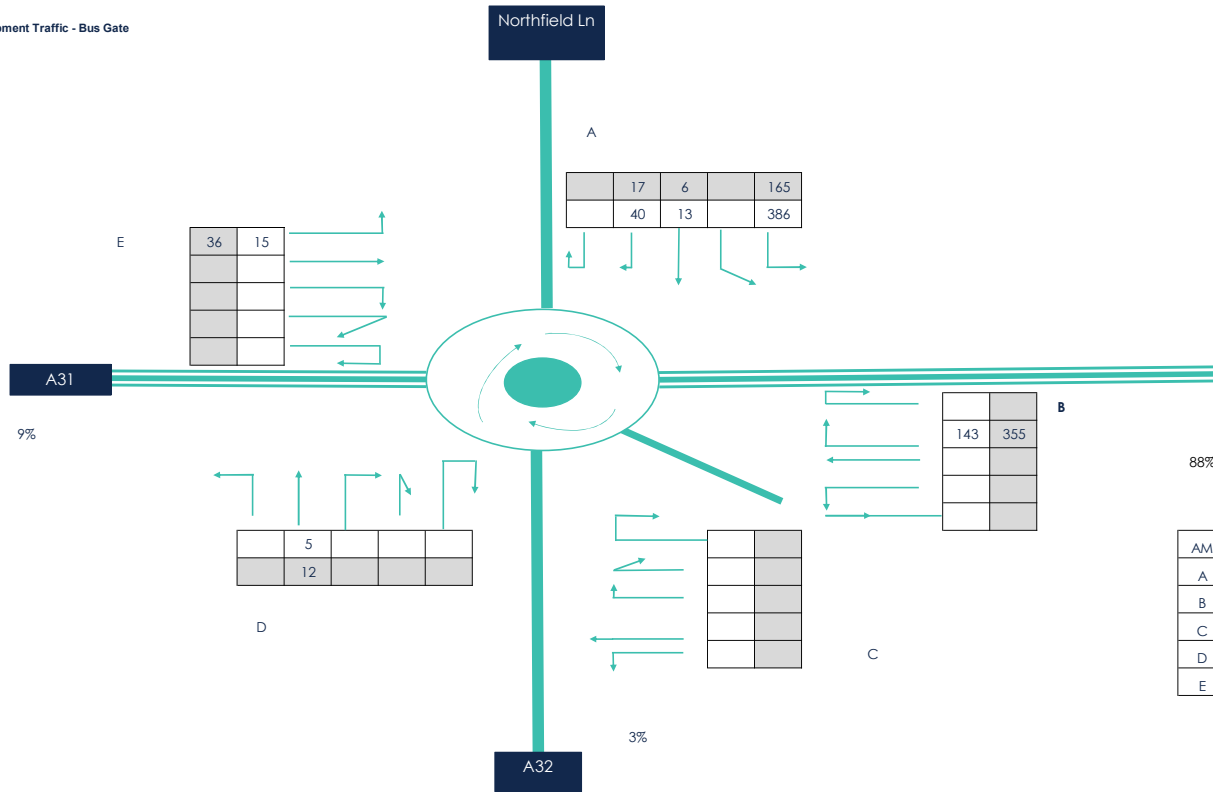 Northfield Ln
pment Traffic - Bus Gate
A
17 6 165
40 13 386
E
36 15
A31
B
143 355
9%
88%
5
12
AM
A
B
C
D
E
D
C
3%
A32